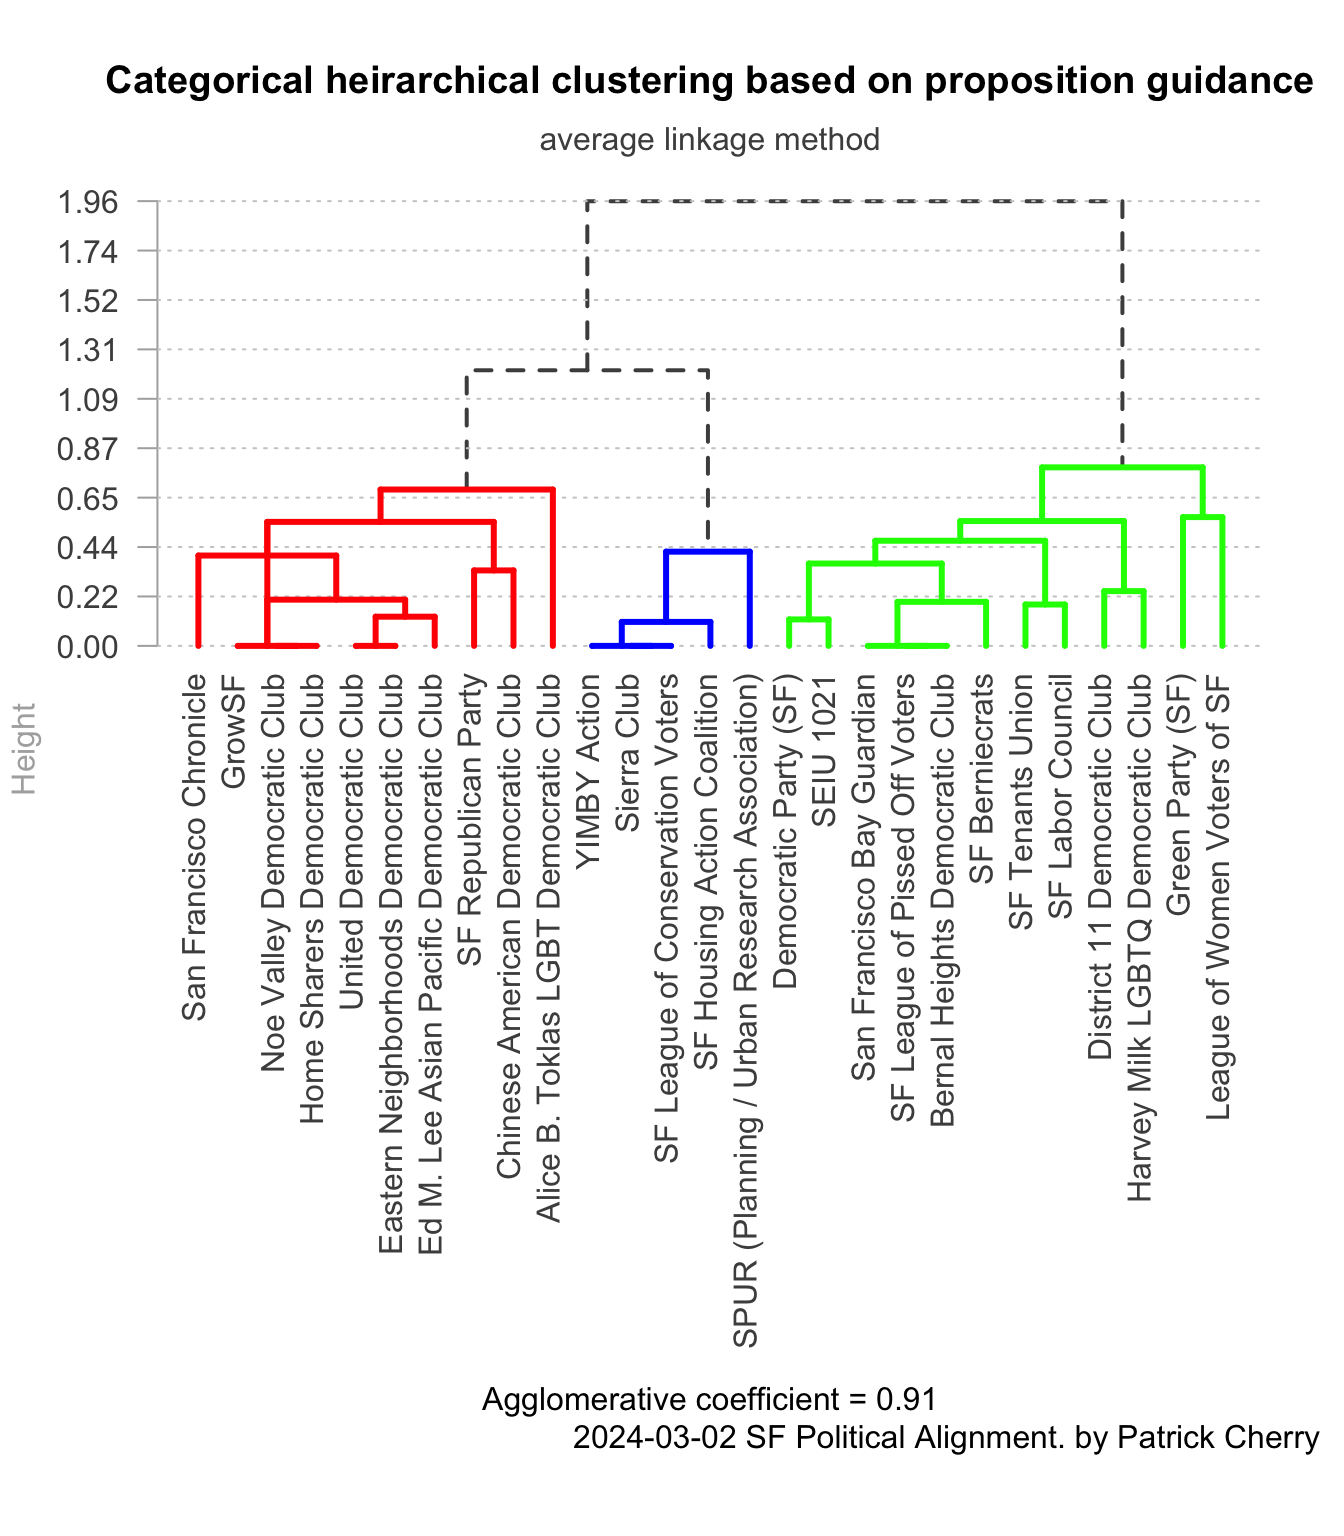 Categorical heirarchical clustering based on proposition guidance
average linkage method
1.96
1.74
1.52
1.31
1.09
0.87
0.65
0.44
0.22
0.00
Height
San Francisco Chronicle
GrowSF
Noe Valley Democratic Club
Home Sharers Democratic Club
United Democratic Club
Eastern Neighborhoods Democratic Club
Ed M. Lee Asian Pacific Democratic Club
SF Republican Party
Chinese American Democratic Club
Alice B. Toklas LGBT Democratic Club
YIMBY Action
Sierra Club
SF League of Conservation Voters
SF Housing Action Coalition
SPUR (Planning / Urban Research Association)
Democratic Party (SF)
SEIU 1021
San Francisco Bay Guardian
SF League of Pissed Off Voters
Bernal Heights Democratic Club
SF Berniecrats
SF Tenants Union
SF Labor Council
District 11 Democratic Club
Harvey Milk LGBTQ Democratic Club
Green Party (SF)
League of Women Voters of SF
Agglomerative coefficient = 0.91
2024-03-02 SF Political Alignment. by Patrick Cherry